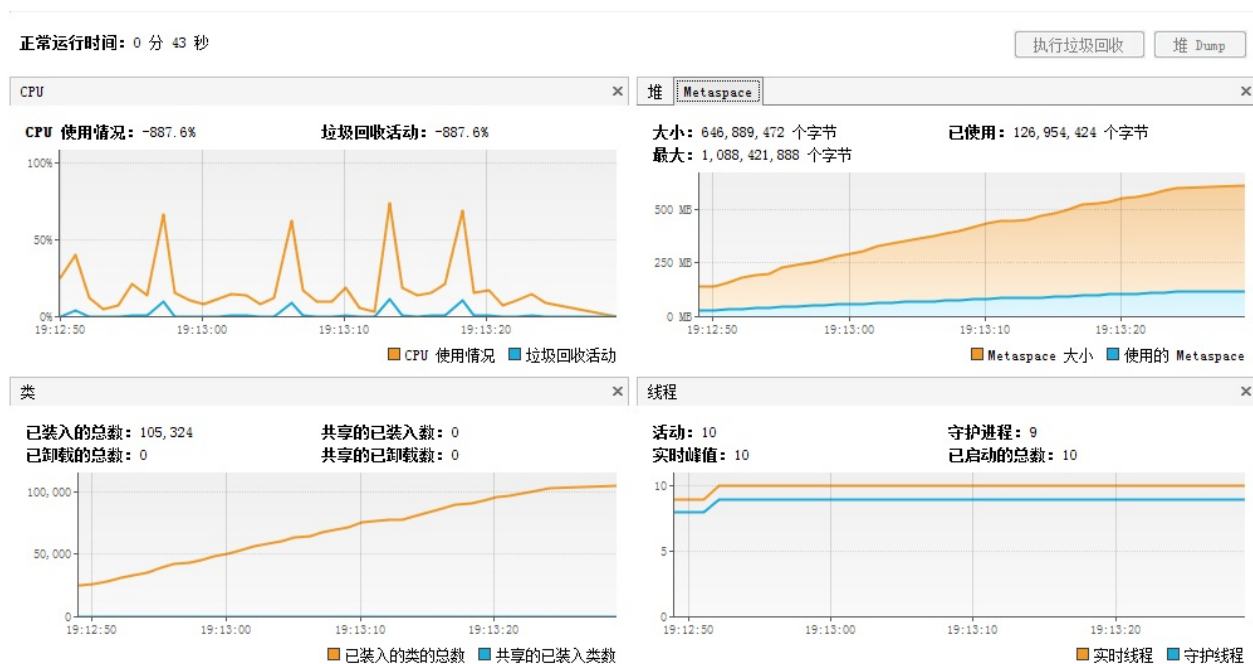 正常运行时间：0 分 43 秒
执行垃圾回收
堆 Dump
CPU
CPU 使用情况：-887.6%
垃圾回收活动：-887.6%
100%
50%
0%
19:12:50
19:13:00
19:13:10
19:13:20
CPU 使用情况
垃圾回收活动
堆
Metaspace
大小：646,889,472 个字节
已使用：126,954,424 个字节
最大：1,088,421,888 个字节
500 MB
250 MB
0 MB
19:12:50
19:13:00
19:13:10
19:13:20
Metaspace 大小
使用的 Metaspace
类
已装入的总数：105,324
共享的已装入数：0
已卸载的总数：0
共享的已卸载数：0
100,000
50,000
0
19:12:50
19:13:00
19:13:10
19:13:20
已装入的类的总数
共享的已装入类数
线程
活动：10
守护进程：9
实时峰值：10
已启动的总数：10
10
5
0
19:12:50
19:13:00
19:13:10
19:13:20
实时线程
守护线程